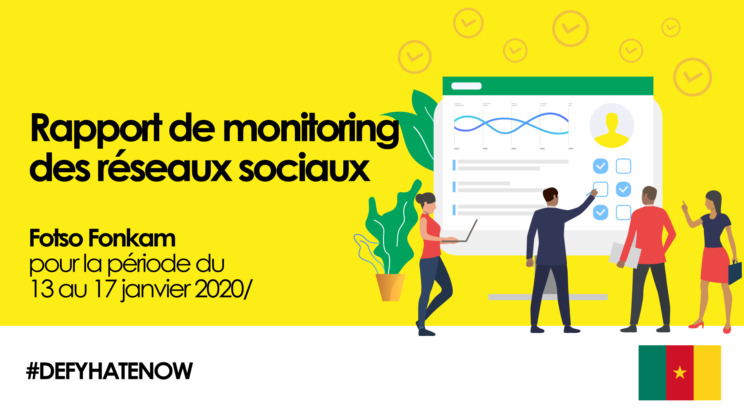 Rapport de monitoring
des réseaux sociaux
Fotso Fonkam
pour la période du
13 au 17 janvier 2020/
#DEFYHATENOW